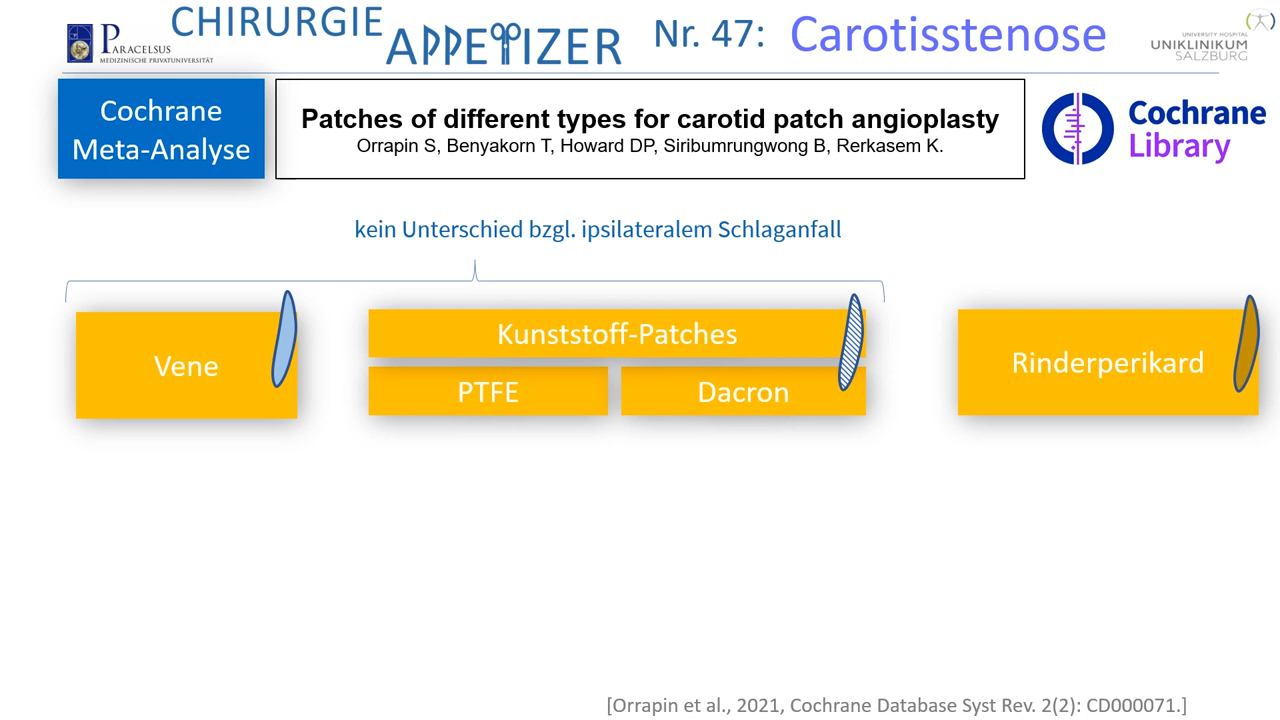 CHIRURGIE
APPETIZER
Nr. 47: Carotisstenose
PARACELSUS
MEDIZINISCHE PRIVATUNIVERSITÄT
UNIVERSITY HOSPITAL
UNIKLINIKUM
SALZBURG
Cochrane
Meta-Analyse
Patches of different types for carotid patch angioplasty
Orrapin S, Benyakorn T, Howard DP, Siribumrungwong B, Rerkasem K.
Cochrane
Library
kein Unterschied bzgl. ipsilateralem Schlaganfall
Vene
Kunststoff-Patches
PTFE
Dacron
Rinderperikard
[Orrapin et al., 2021, Cochrane Database Syst Rev. 2(2): CD000071.]